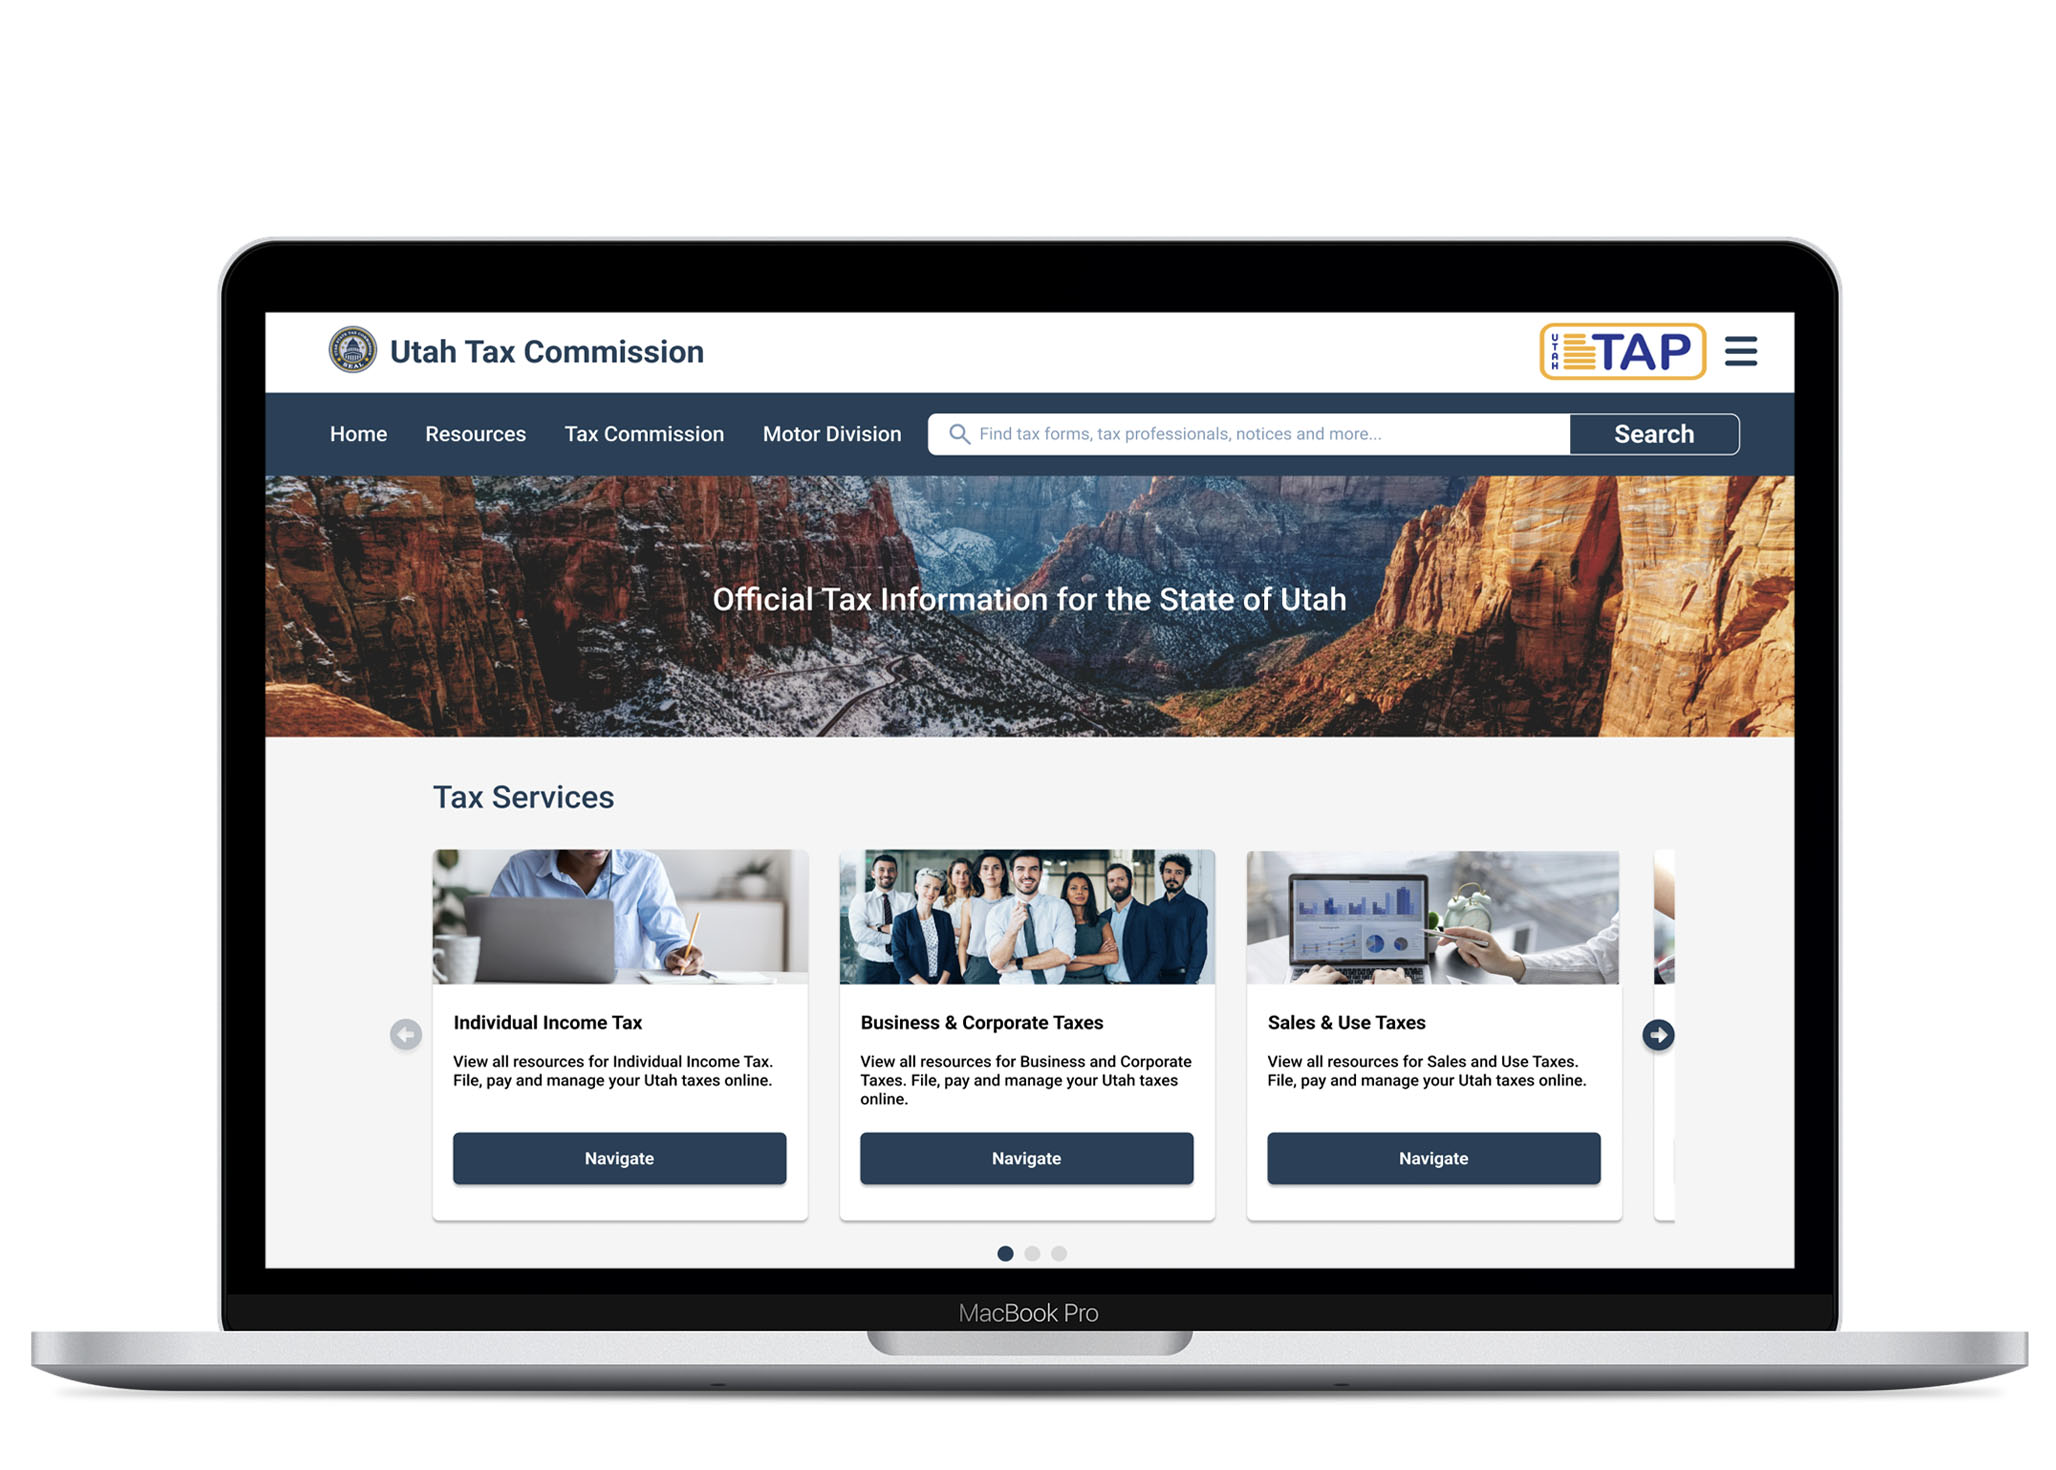 Utah Tax Commission
UTAH TAP
Home Resources Tax Commission Motor Division Find tax forms, tax professionals, notices and more... Search
Official Tax Information for the State of Utah
Tax Services
Individual Income Tax
View all resources for Individual Income Tax.
File, pay and manage your Utah taxes online.
Navigate
Business & Corporate Taxes
View all resources for Business and Corporate
Taxes. File, pay and manage your Utah taxes
online.
Navigate
Sales & Use Taxes
View all resources for Sales and Use Taxes.
File, pay and manage your Utah taxes online.
Navigate
MacBook Pro